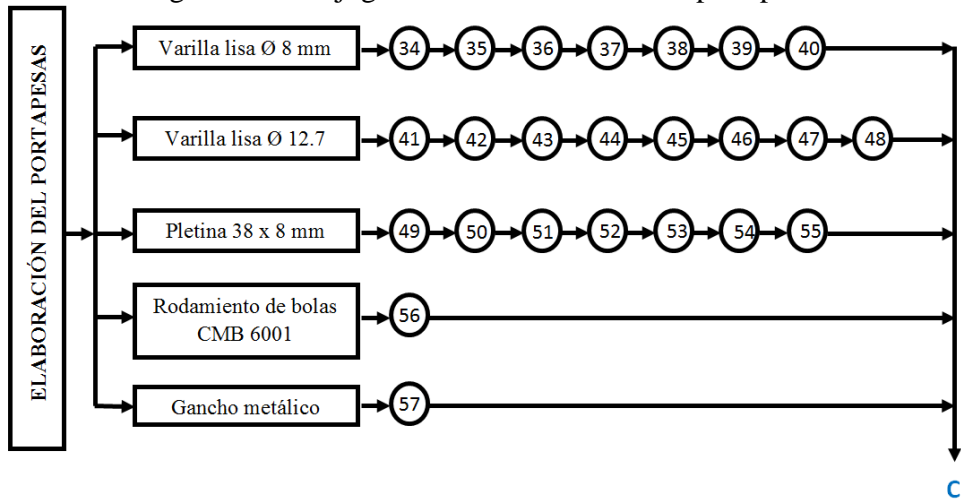 ELABORACIÓN DEL PORTAPESAS
Varilla lisa Ø 8 mm
34 35 36 37 38 39 40
Varilla lisa Ø 12.7
41 42 43 44 45 46 47 48
Pletina 38 x 8 mm
49 50 51 52 53 54 55
Rodamiento de bolas
CMB 6001
56
Gancho metálico
57
C